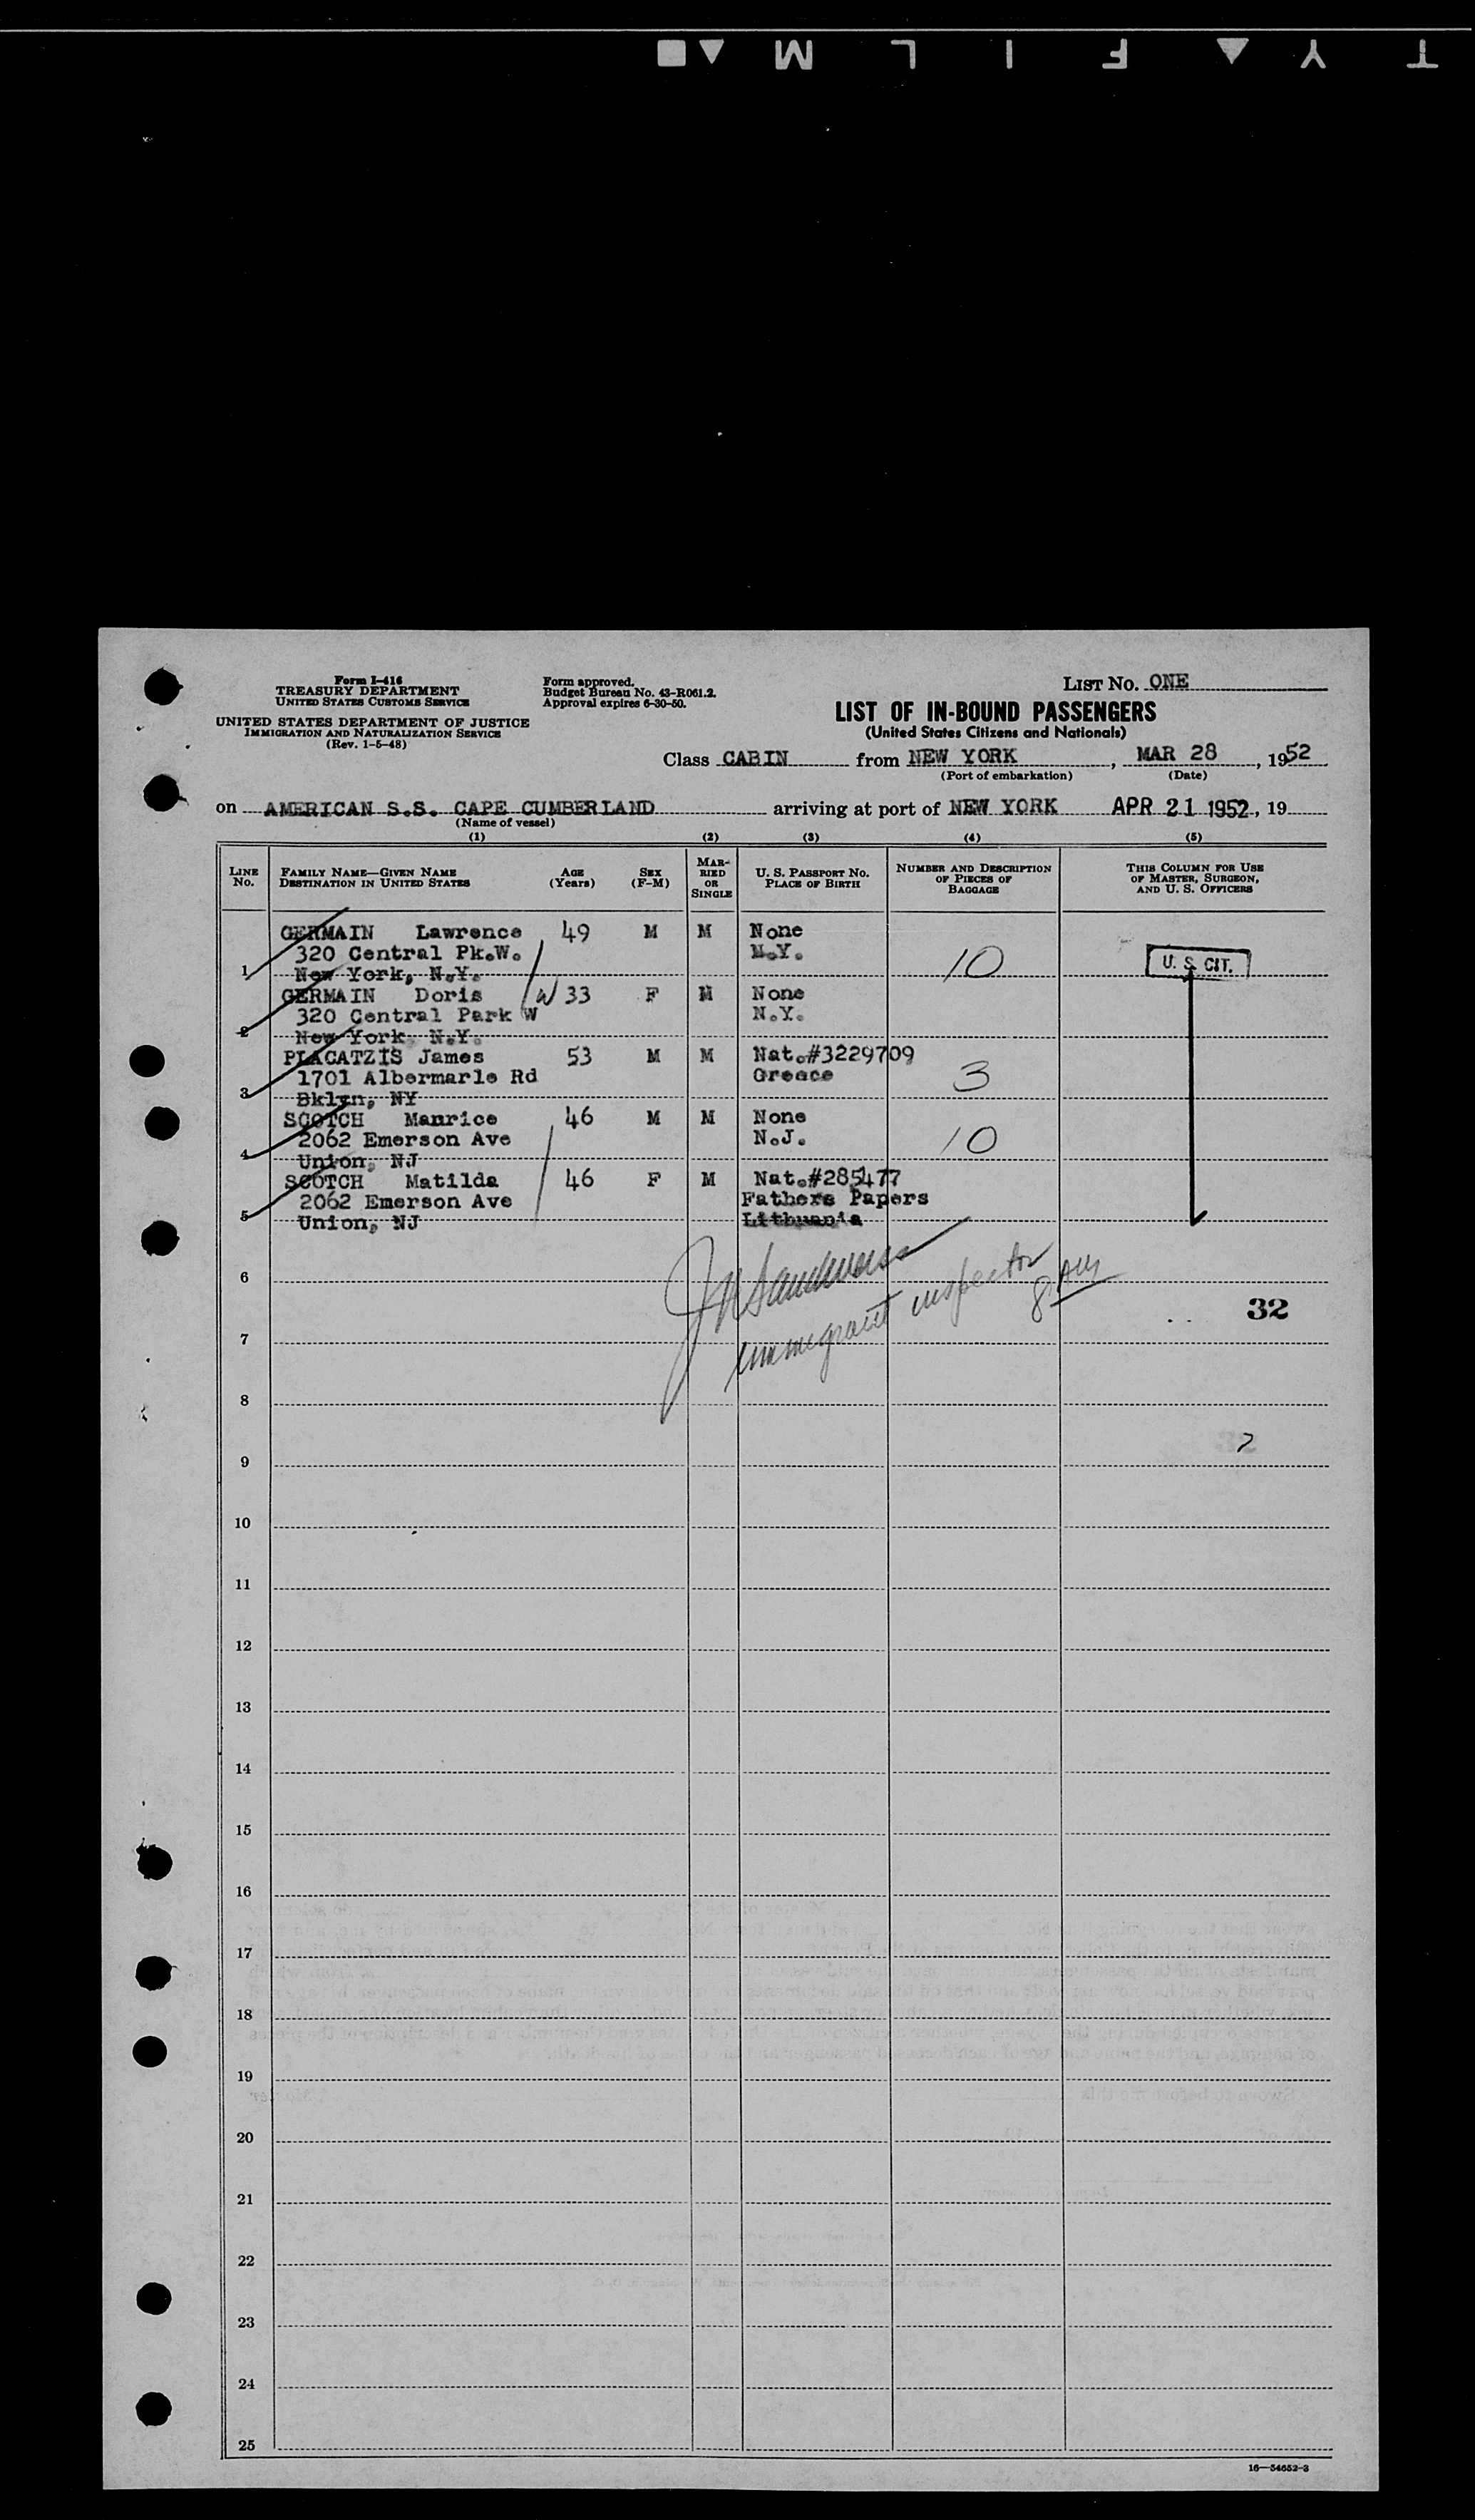 T Y F I L M
Form I-416
TREASURY DEPARTMENT
UNITED STATES CUSTOMS SERVICE
UNITED STATES DEPARTMENT OF JUSTICE
IMMIGRATION AND NATURALIZATION SERVICE
(Rev. 1-5-48)
Form approved.
Budget Bureau No. 43-R061.2.
Approval expires 6-30-50.
LIST NO. ONE
LIST OF IN-BOUND PASSENGERS
(United States Citizens and Nationals)
Class CABIN from NEW YORK, MAR 28, 1952
(Port of embarkation) (Date)
on AMERICAN S.S. CAPE CUMBERLAND arriving at port of NEW YORK APR 21 1952, 19
(Name of vessel)
(1) (2) (3) (4) (5)
LINE NO. FAMILY NAME—GIVEN NAME DESTINATION IN UNITED STATES AGE (Years) SEX (F-M) MARRIED OR SINGLE U. S. PASSPORT NO. PLACE OF BIRTH NUMBER AND DESCRIPTION OF PIECES OF BAGGAGE THIS COLUMN FOR USE OF MASTER, SURGEON, AND U. S. OFFICERS
GERMAIN Lawrence 49 M M None
320 Central Pk.W. N.Y.
1 New York, N.Y. 10 U. S. CIT.
GERMAIN Doris W 33 F M None
320 Central Park W N.Y.
2 New York, N.Y.
PLACATZIS James 53 M M Nat.#3229709
1701 Albermarle Rd Greece
3 Bklyn, NY 3
SCOTCH Manrice 46 M M None
2062 Emerson Ave N.J.
4 Union, NJ 10
SCOTCH Matilda 46 F M Nat.#285477
2062 Emerson Ave Fathers Papers
5 Union, NJ Lithuania
immigrant inspector
8 AM
6
32
7
8
9
10
11
12
13
14
15
16
17
18
19
20
21
22
23
24
25
16—54652-3